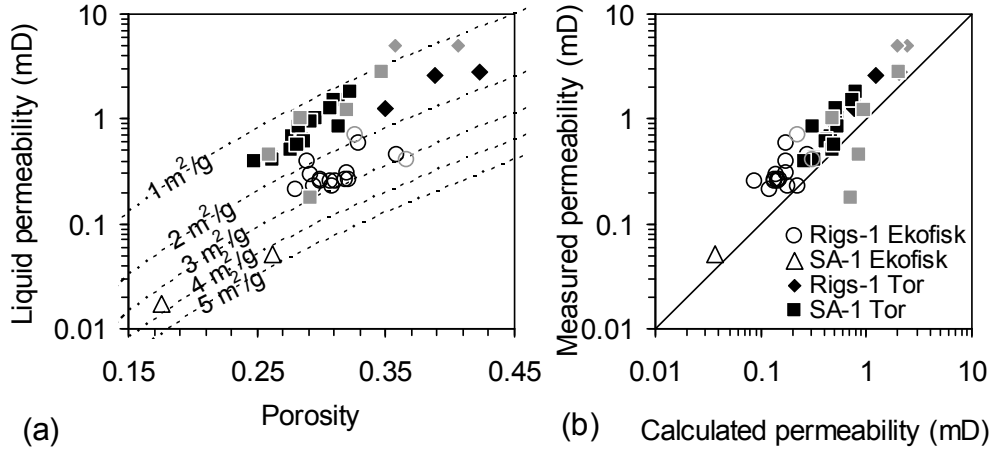 10
1
0.1
0.01
Liquid permeability (mD)
1 m²/g
2 m²/g
3 m²/g
4 m²/g
5 m²/g
0.15
0.25
0.35
0.45
Porosity
(a)
10
1
0.1
0.01
Measured permeability (mD)
Rigs-1 Ekofisk
SA-1 Ekofisk
Rigs-1 Tor
SA-1 Tor
0.01
0.1
1
10
Calculated permeability (mD)
(b)